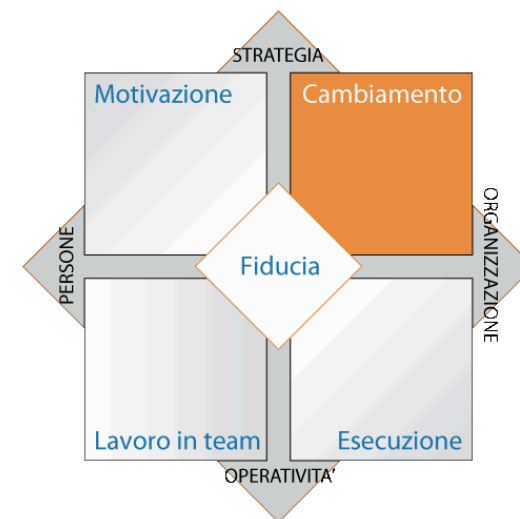 STRATEGIA
Motivazione
Cambiamento
PERSONE
Fiducia
ORGANIZZAZIONE
Lavoro in team
Esecuzione
OPERATIVITA'